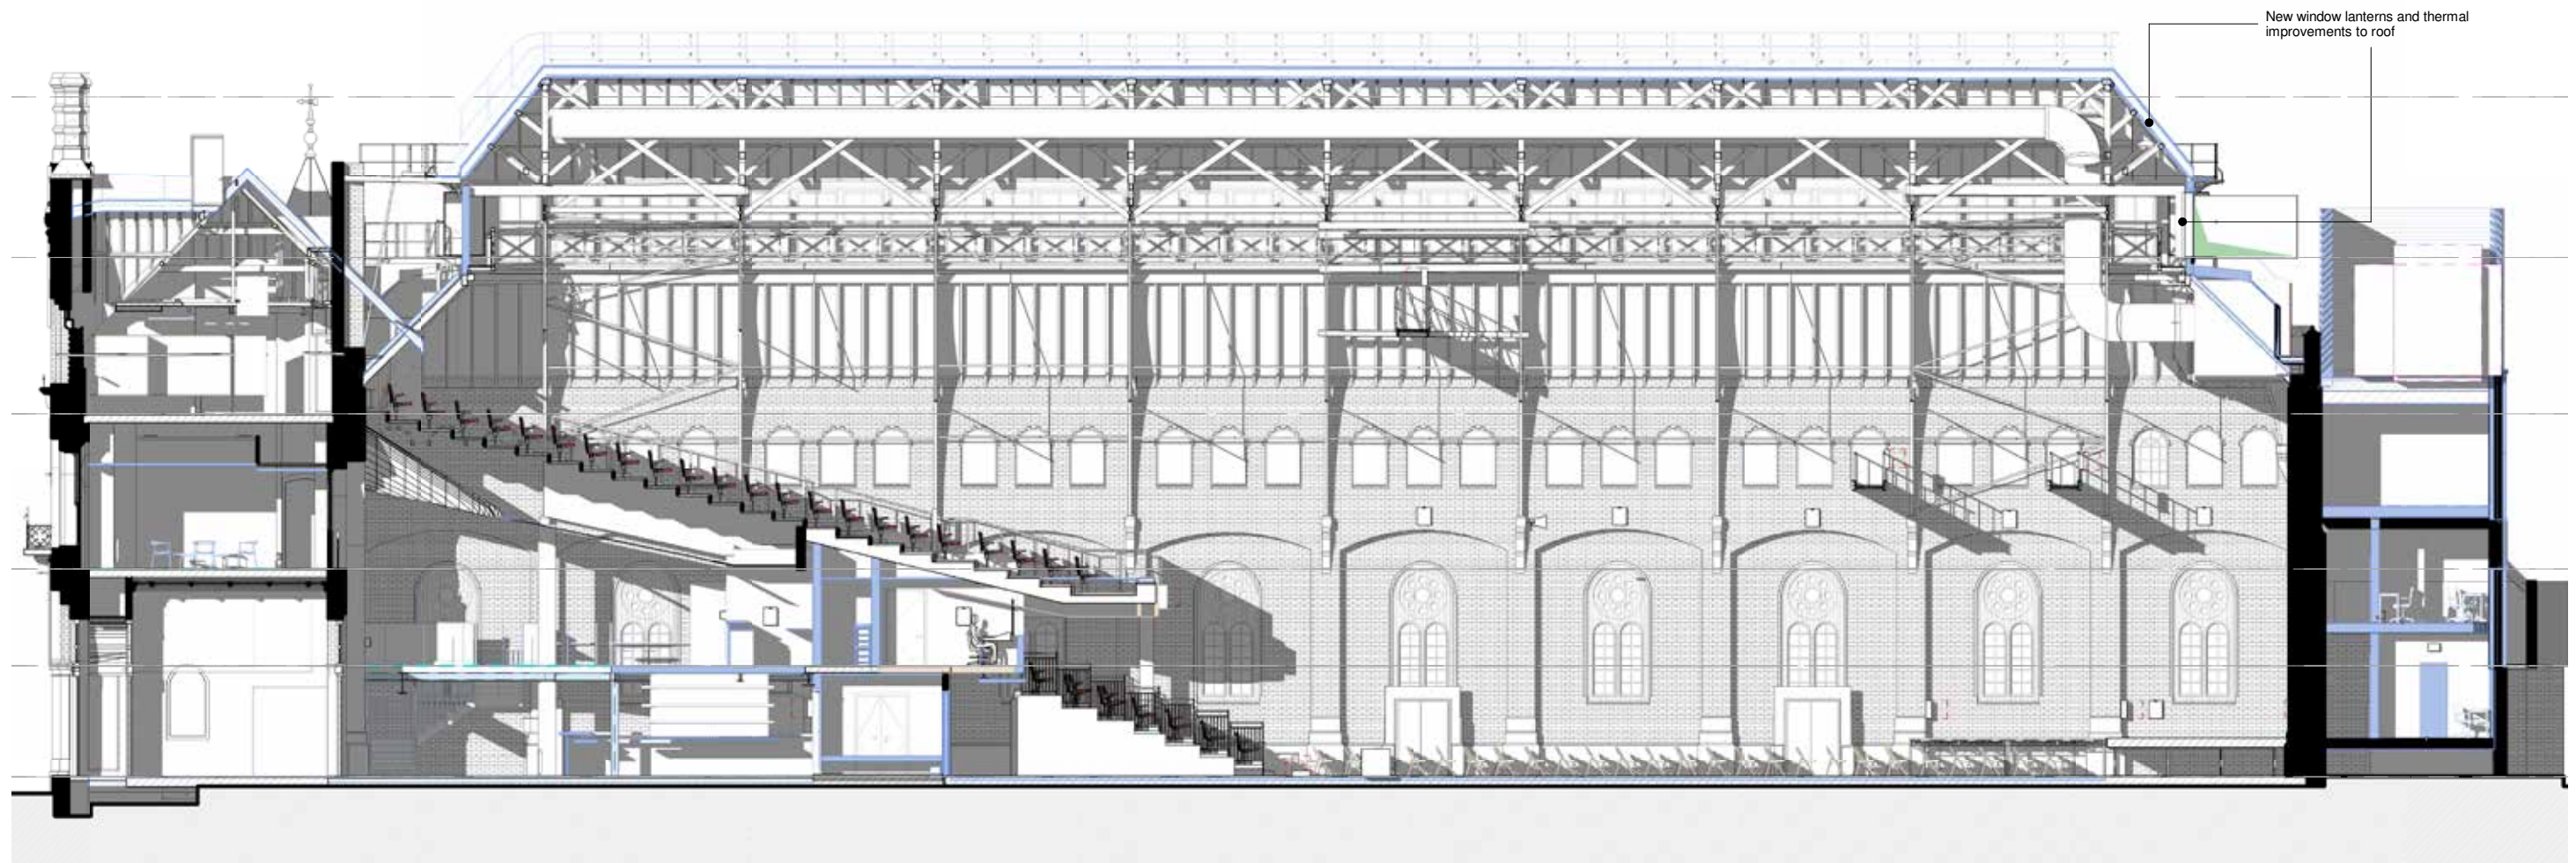 New window lanterns and thermal
improvements to roof